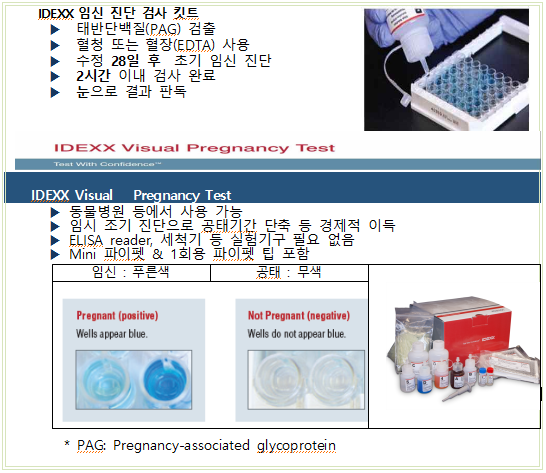 IDEXX 임신 진단 검사 킷트
▶ 태반단백질(PAG) 검출
▶ 혈청 또는 혈장(EDTA) 사용
▶ 수정 28일 후 초기 임신 진단
▶ 2시간 이내 검사 완료
▶ 눈으로 결과 판독
IDEXX Visual Pregnancy Test
Test With Confidence™
IDEXX Visual Pregnancy Test
▶ 동물병원 등에서 사용 가능
▶ 임시 조기 진단으로 공태기간 단축 등 경제적 이득
▶ ELISA reader, 세척기 등 실험기구 필요 없음
▶ Mini 파이펫 & 1회용 파이펫 팁 포함
임신 : 푸른색
공태 : 무색
Pregnant (positive)
Wells appear blue.
Not Pregnant (negative)
Wells do not appear blue.
* PAG: Pregnancy-associated glycoprotein